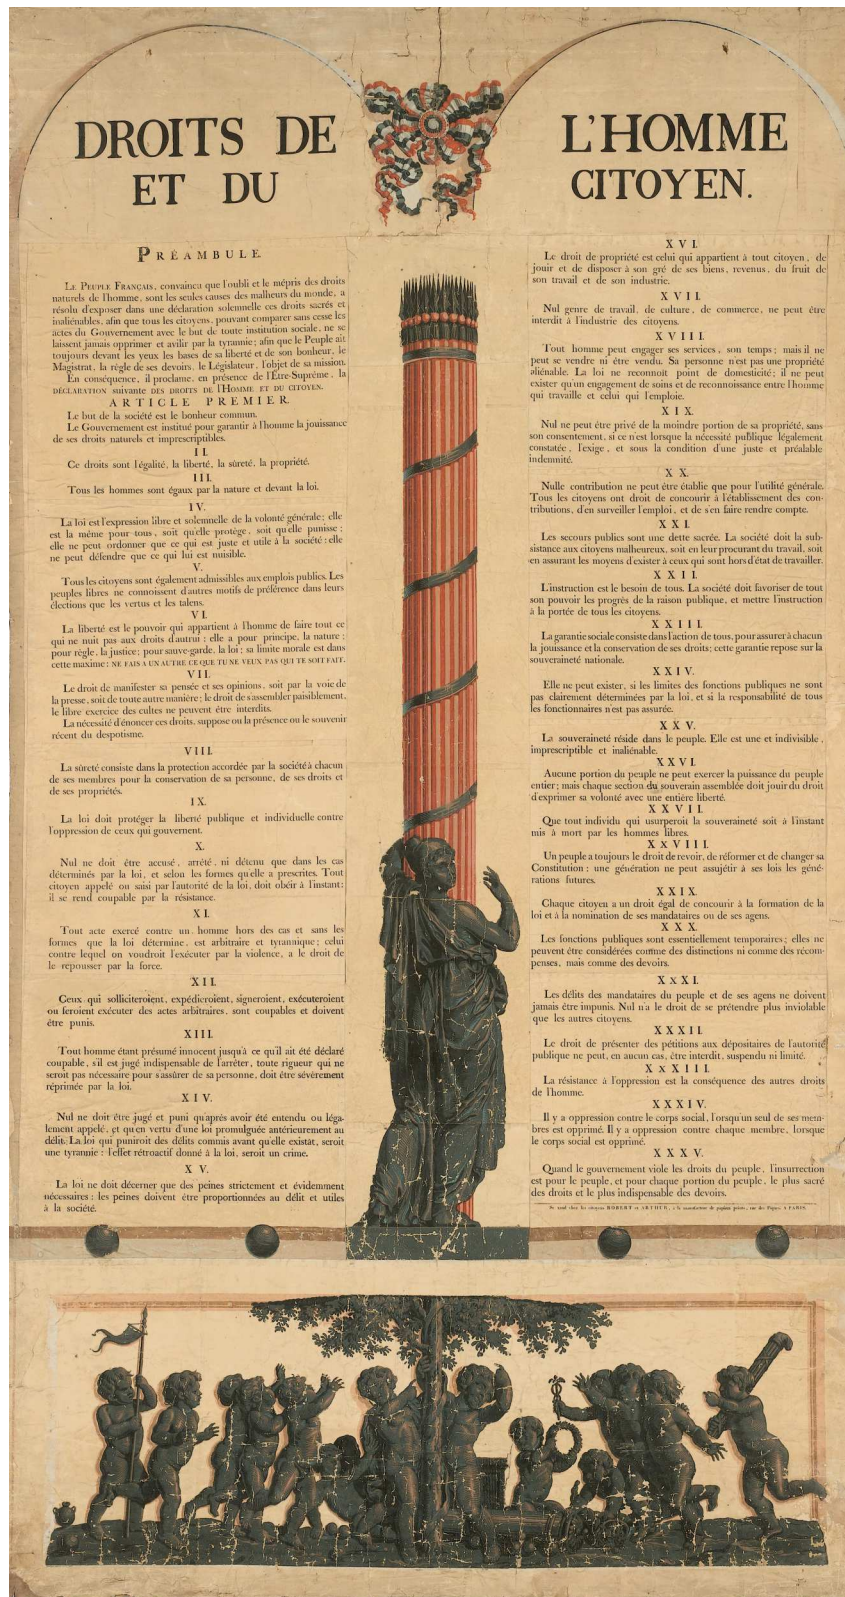 DROITS DE L'HOMME
ET DU CITOYEN.
PRÉAMBULE.
LE PEUPLE FRANÇAIS, convaincu que l'oubli et le mépris des droits
naturels de l'Homme, sont les seules causes des malheurs du monde, a
résolu d'exposer dans une déclaration solemnelle ces droits sacrés et
inaliénables, afin que tous les citoyens, pouvant comparer sans cesse les
actes du Gouvernement avec le but de toute institution sociale, ne se
laissent jamais opprimer et avilir par la tyrannie; afin que le Peuple ait
toujours devant les yeux les bases de sa liberté et de son bonheur, le
Magistrat, la règle de ses devoirs, le Législateur, l'objet de sa mission.
En conséquence, il proclame, en présence de l'Être-Suprême, la
DÉCLARATION suivante DES DROITS DE l'HOMME ET DU CITOYEN.
ARTICLE PREMIER.
Le but de la société est le bonheur commun.
Le Gouvernement est institué pour garantir à l'homme la jouissance
de ses droits naturels et imprescriptibles.
II.
Ce droits sont l'égalité, la liberté, la sûreté, la propriété.
III.
Tous les hommes sont égaux par la nature et devant la loi.
IV.
La loi est l'expression libre et solemnelle de la volonté générale; elle
est la même pour tous, soit qu'elle protège, soit qu'elle punisse;
elle ne peut ordonner que ce qui est juste et utile à la société; elle
ne peut défendre que ce qui lui est nuisible.
V.
Tous les citoyens sont également admissibles aux emplois publics. Les
peuples libres ne connoissent d'autres motifs de préférence dans leurs
élections que les vertus et les talens.
VI.
La liberté est le pouvoir qui appartient à l'homme de faire tout ce
qui ne nuit pas aux droits d'autrui; elle a pour principe, la nature;
pour règle, la justice; pour sauve-garde, la loi; sa limite morale est dans
cette maxime: NE FAIS A UN AUTRE CE QUE TU NE VEUX PAS QUI TE SOIT FAIT.
VII.
Le droit de manifester sa pensée et ses opinions, soit par la voie de
la presse, soit de toute autre manière; le droit de s'assembler paisiblement,
le libre exercice des cultes ne peuvent être interdits.
La nécessité d'énoncer ces droits, suppose ou la présence ou le souvenir
récent du despotisme.
VIII.
La sûreté consiste dans la protection accordée par la société à chacun
de ses membres pour la conservation de sa personne, de ses droits et
de ses propriétés.
IX.
La loi doit protéger la liberté publique et individuelle contre
l'oppression de ceux qui gouvernent.
X.
Nul ne doit être accusé, arrêté, ni détenu que dans les cas
déterminés par la loi, et selon les formes qu'elle a prescrites. Tout
citoyen appelé ou saisi par l'autorité de la loi, doit obéir à l'instant;
il se rend coupable par la résistance.
XI.
Tout acte exercé contre un homme hors des cas et sans les
formes que la loi détermine, est arbitraire et tyrannique; celui
contre lequel on voudroit l'exécuter par la violence, a le droit de
le repousser par la force.
XII.
Ceux qui solliciteroient, expédieroient, signeroient, exécuteroient
ou feroient exécuter des actes arbitraires, sont coupables et doivent
être punis.
XIII.
Tout homme étant présumé innocent jusqu'à ce qu'il ait été déclaré
coupable, s'il est jugé indispensable de l'arrêter, toute rigueur qui ne
seroit pas nécessaire pour s'assûrer de sa personne, doit être sévèrement
réprimée par la loi.
XIV.
Nul ne doit être jugé et puni qu'après avoir été entendu ou léga-
lement appelé, et qu'en vertu d'une loi promulguée antérieurement au
délit. La loi qui puniroit des délits commis avant qu'elle existât, seroit
une tyrannie: l'effet rétroactif donné à la loi, seroit un crime.
XV.
La loi ne doit décerner que des peines strictement et évidemment
nécessaires: les peines doivent être proportionnées au délit et utiles
à la société.
XVI.
Le droit de propriété est celui qui appartient à tout citoyen, de
jouir et de disposer à son gré de ses biens, revenus, du fruit de
son travail et de son industrie.
XVII.
Nul genre de travail, de culture, de commerce, ne peut être
interdit à l'industrie des citoyens.
XVIII.
Tout homme peut engager ses services, son temps; mais il ne
peut se vendre ni être vendu. Sa personne n'est pas une propriété
aliénable. La loi ne reconnoît point de domesticité; il ne peut
exister qu'un engagement de soins et de reconnoissance entre l'homme
qui travaille et celui qui l'emploie.
XIX.
Nul ne peut être privé de la moindre portion de sa propriété, sans
son consentement, si ce n'est lorsque la nécessité publique légalement
constatée, l'exige, et sous la condition d'une juste et préalable
indemnité.
XX.
Nulle contribution ne peut être établie que pour l'utilité générale.
Tous les citoyens ont droit de concourir à l'établissement des con-
tributions, d'en surveiller l'emploi, et de s'en faire rendre compte.
XXI.
Les secours publics sont une dette sacrée. La société doit la sub-
sistance aux citoyens malheureux, soit en leur procurant du travail, soit
en assurant les moyens d'exister à ceux qui sont hors d'état de travailler.
XXII.
L'instruction est le besoin de tous. La société doit favoriser de tout
son pouvoir les progrès de la raison publique, et mettre l'instruction
à la portée de tous les citoyens.
XXIII.
La garantie sociale consiste dans l'action de tous, pour assurer à chacun
la jouissance et la conservation de ses droits; cette garantie repose sur la
souveraineté nationale.
XXIV.
Elle ne peut exister, si les limites des fonctions publiques ne sont
pas clairement déterminées par la loi, et si la responsabilité de tous
les fonctionnaires n'est pas assurée.
XXV.
La souveraineté réside dans le peuple. Elle est une et indivisible,
imprescriptible et inaliénable.
XXVI.
Aucune portion du peuple ne peut exercer la puissance du peuple
entier; mais chaque section du souverain assemblée doit jouir du droit
d'exprimer sa volonté avec une entière liberté.
XXVII.
Que tout individu qui usurperoit la souveraineté soit à l'instant
mis à mort par les hommes libres.
XXVIII.
Un peuple a toujours le droit de revoir, de réformer et de changer sa
Constitution; une génération ne peut assujétir à ses lois les géné-
rations futures.
XXIX.
Chaque citoyen a un droit égal de concourir à la formation de la
loi et à la nomination de ses mandataires ou de ses agens.
XXX.
Les fonctions publiques sont essentiellement temporaires; elles ne
peuvent être considérées comme des distinctions ni comme des récom-
penses, mais comme des devoirs.
XXXI.
Les délits des mandataires du peuple et de ses agens ne doivent
jamais être impunis. Nul n'a le droit de se prétendre plus inviolable
que les autres citoyens.
XXXII.
Le droit de présenter des pétitions aux dépositaires de l'autorité
publique ne peut, en aucun cas, être interdit, suspendu ni limité.
XXXIII.
La résistance à l'oppression est la conséquence des autres droits
de l'homme.
XXXIV.
Il y a oppression contre le corps social, lorsqu'un seul de ses mem-
bres est opprimé. Il y a oppression contre chaque membre, lorsque
le corps social est opprimé.
XXXV.
Quand le gouvernement viole les droits du peuple, l'insurrection
est pour le peuple, et pour chaque portion du peuple, le plus sacré
des droits et le plus indispensable des devoirs.
Se vend chez les citoyens ROBERT et ARTHUR, à la manufacture de papiers peints, rue des Piques A PARIS.